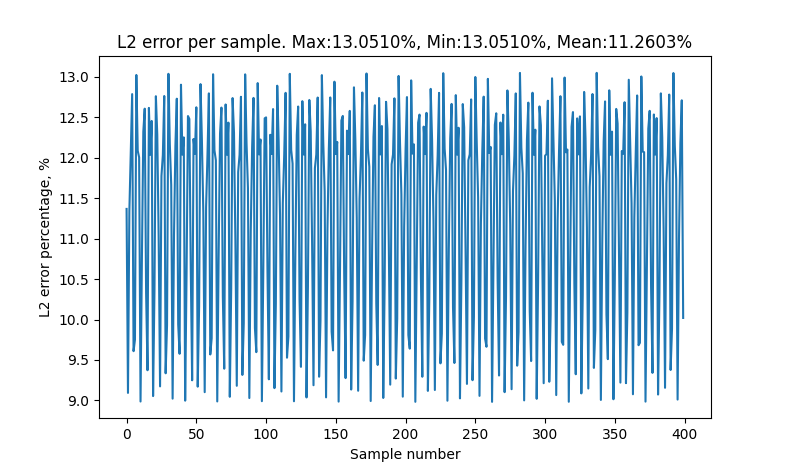 L2 error per sample. Max:13.0510%, Min:13.0510%, Mean:11.2603%
13.0
12.5
12.0
11.5
11.0
10.5
10.0
9.5
9.0
L2 error percentage, %
0 50 100 150 200 250 300 350 400
Sample number